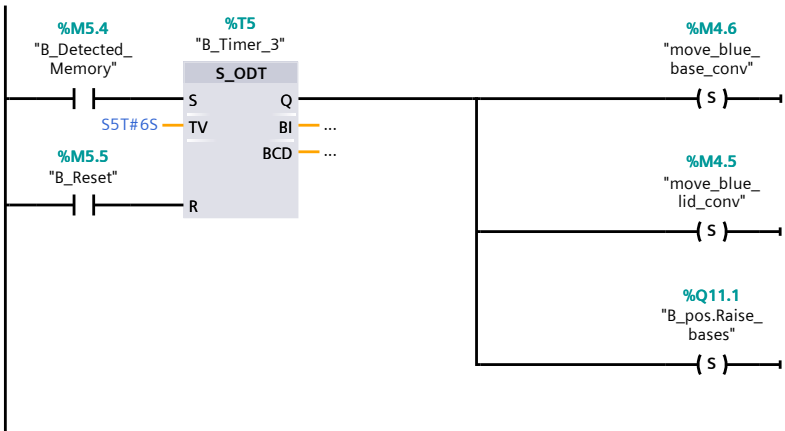 %M5.4
"B_Detected_
Memory"
%T5
"B_Timer_3"
S_ODT
S
Q
S5T#6S
TV
BI
...
BCD
...
%M5.5
"B_Reset"
R
%M4.6
"move_blue_
base_conv"
S
%M4.5
"move_blue_
lid_conv"
S
%Q11.1
"B_pos.Raise_
bases"
S